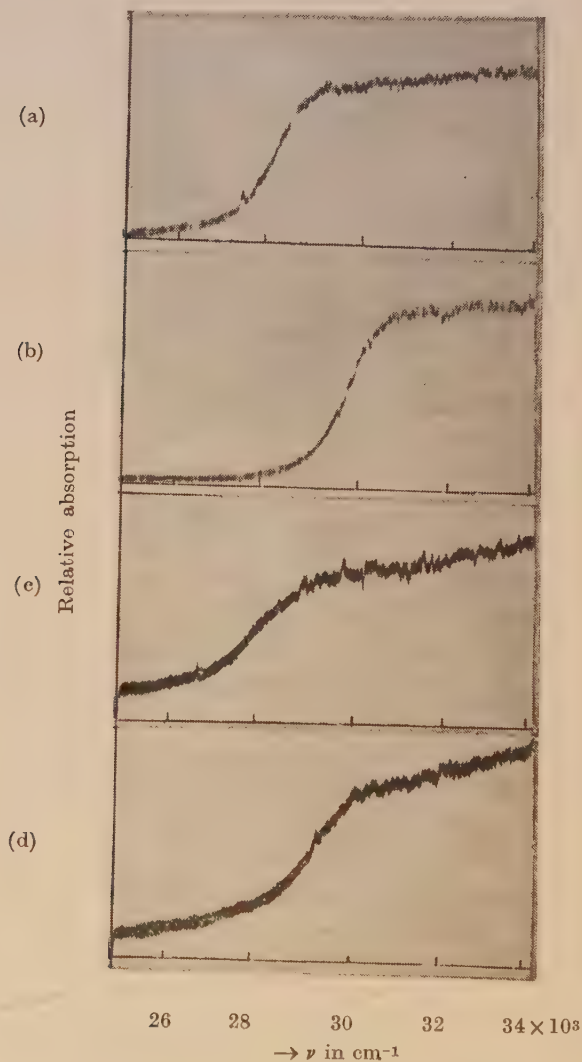 (a)
(b)
Relative absorption
(c)
(d)
26 28 30 32 34 × 10³
→ ν in cm⁻¹